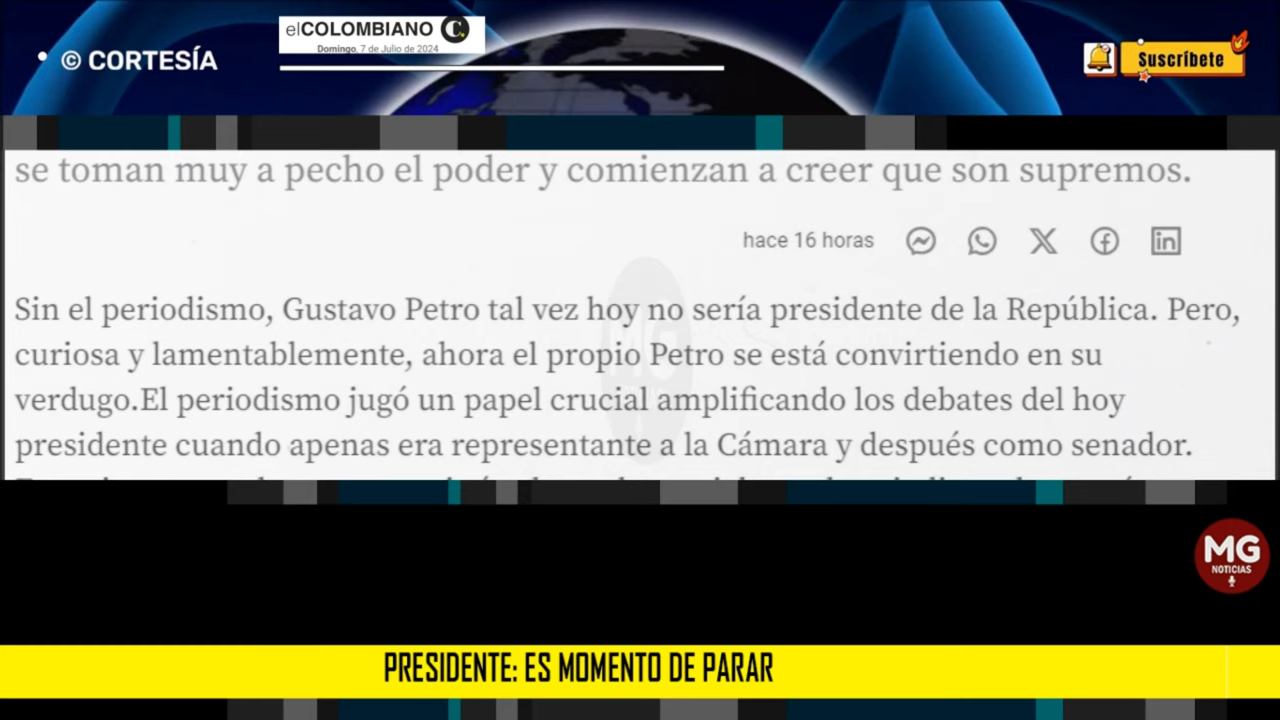 elCOLOMBIANO C
Domingo, 7 de Julio de 2024
© CORTESÍA
Suscríbete
se toman muy a pecho el poder y comienzan a creer que son supremos.
hace 16 horas
Sin el periodismo, Gustavo Petro tal vez hoy no sería presidente de la República. Pero,
curiosa y lamentablemente, ahora el propio Petro se está convirtiendo en su
verdugo.El periodismo jugó un papel crucial amplificando los debates del hoy
presidente cuando apenas era representante a la Cámara y después como senador.
MG
NOTICIAS
PRESIDENTE: ES MOMENTO DE PARAR